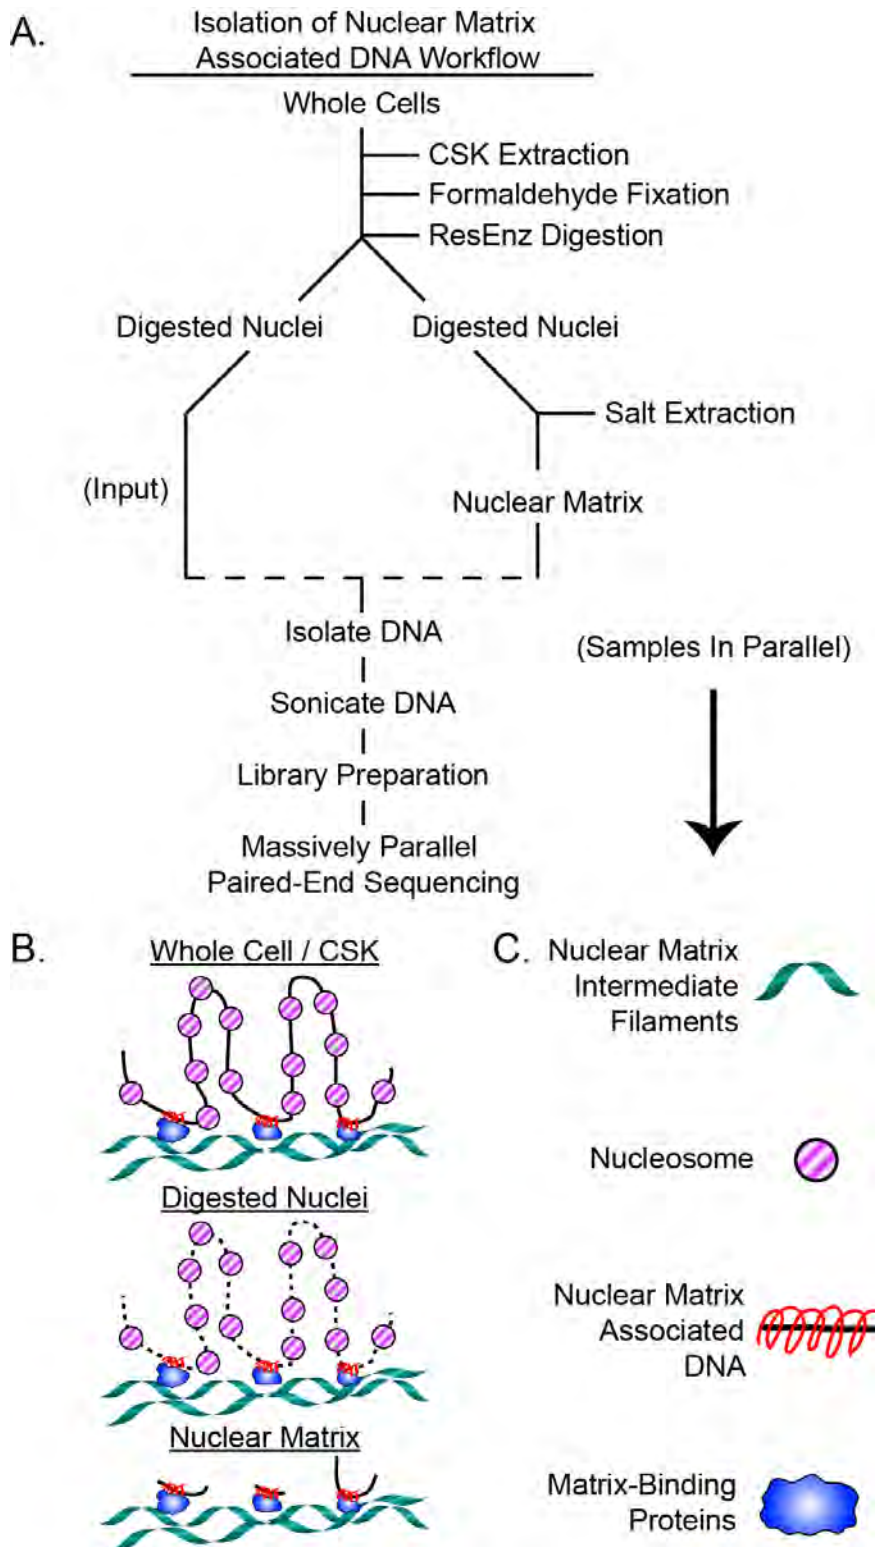 A.
Isolation of Nuclear Matrix
Associated DNA Workflow
Whole Cells
CSK Extraction
Formaldehyde Fixation
ResEnz Digestion
Digested Nuclei
Digested Nuclei
Salt Extraction
(Input)
Nuclear Matrix
Isolate DNA
(Samples In Parallel)
Sonicate DNA
Library Preparation
Massively Parallel
Paired-End Sequencing
B.
Whole Cell / CSK
Digested Nuclei
Nuclear Matrix
C.
Nuclear Matrix
Intermediate
Filaments
Nucleosome
Nuclear Matrix
Associated
DNA
Matrix-Binding
Proteins